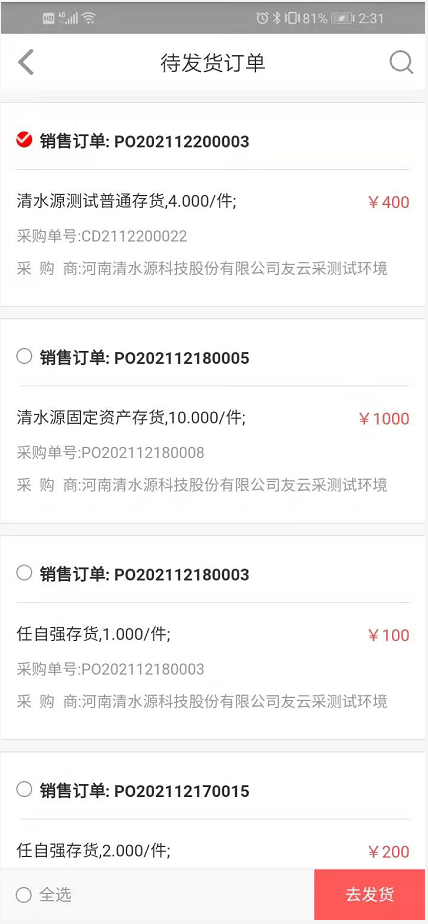 HD 4G 81% 2:31
待发货订单
销售订单: PO202112200003
清水源测试普通存货,4.000/件; ￥400
采购单号:CD2112200022
采 购 商:河南清水源科技股份有限公司友云采测试环境
销售订单: PO202112180005
清水源固定资产存货,10.000/件; ￥1000
采购单号:PO202112180008
采 购 商:河南清水源科技股份有限公司友云采测试环境
销售订单: PO202112180003
任自强存货,1.000/件; ￥100
采购单号:PO202112180003
采 购 商:河南清水源科技股份有限公司友云采测试环境
销售订单: PO202112170015
任自强存货,2.000/件; ￥200
全选 去发货